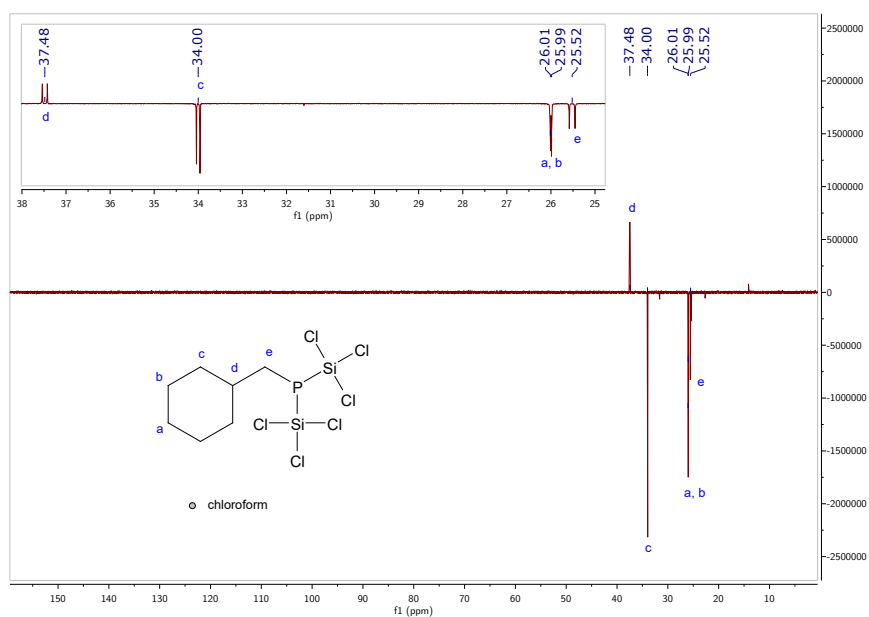 37.48
34.00
26.01
25.99
25.52
c
d
a, b
e
38 37 36 35 34 33 32 31 30 29 28 27 26 25
f1 (ppm)
37.48
34.00
26.01
25.99
25.52
2500000
2000000
1500000
1000000
500000
0
-500000
-1000000
-1500000
-2000000
-2500000
d
e
a, b
c
Cl
Cl
Cl
Si
P
Cl Si Cl
Cl
c
d
e
b
a
chloroform
150 140 130 120 110 100 90 80 70 60 50 40 30 20 10
f1 (ppm)